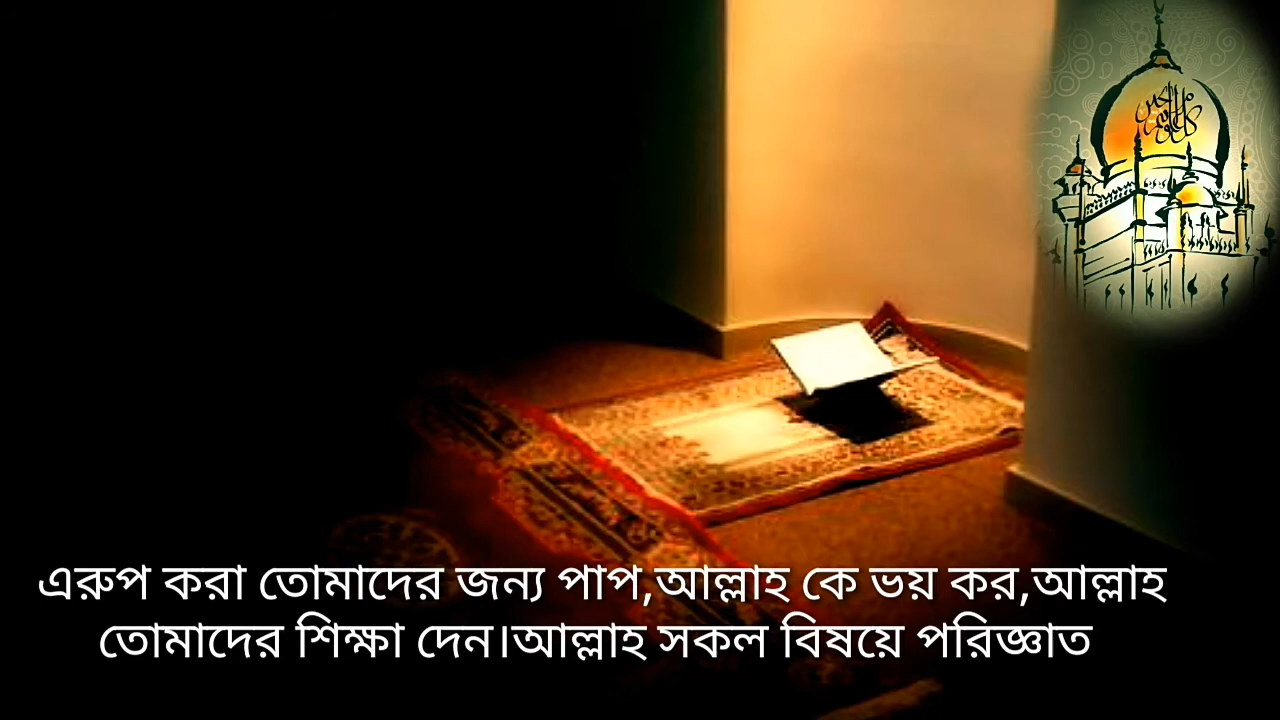 এরুপ করা তোমাদের জন্য পাপ,আল্লাহ কে ভয় কর,আল্লাহ
তোমাদের শিক্ষা দেন।আল্লাহ সকল বিষয়ে পরিজ্ঞাত